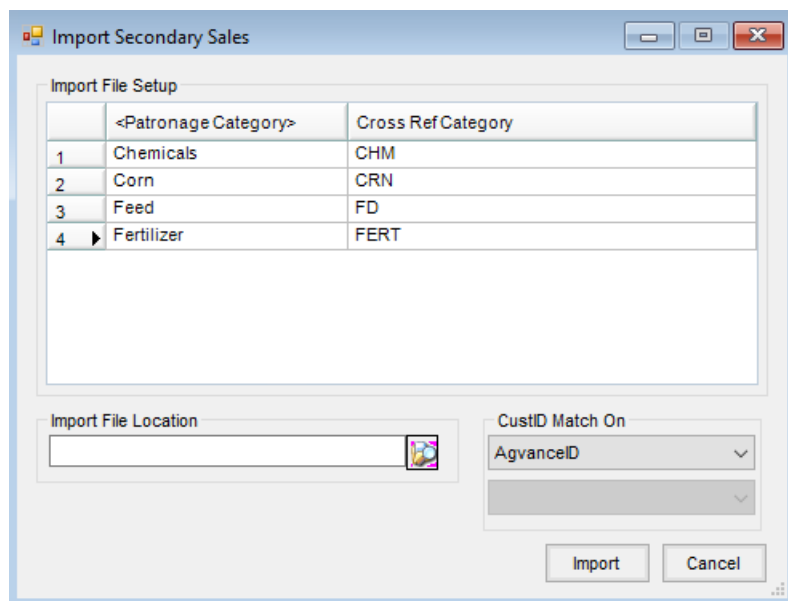 Import Secondary Sales
Import File Setup
<Patronage Category> Cross Ref Category
1 Chemicals CHM
2 Corn CRN
3 Feed FD
4 Fertilizer FERT
Import File Location CustID Match On
AgvanceID
Import Cancel